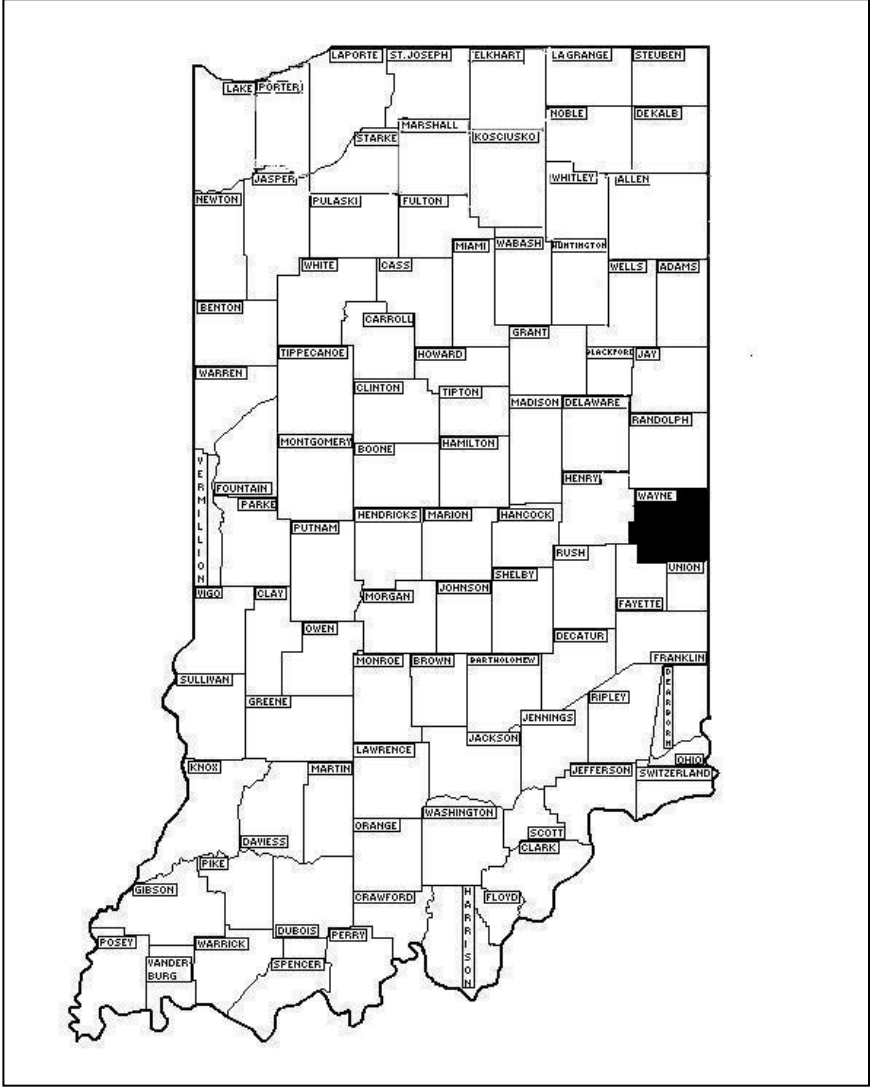 LAPORTE ST.JOSEPH ELKHART LAGRANGE STEUBEN
LAKE PORTER
NOBLE DEKALB
MARSHALL
STARKE KOSCIUSKO
JASPER WHITLEY ALLEN
NEWTON PULASKI FULTON
MIAMI WABASH HUNTINGTON
WHITE CASS WELLS ADAMS
BENTON
CARROLL
GRANT
TIPPECANOE HOWARD BLACKFORD JAY
WARREN
CLINTON TIPTON
MADISON DELAWARE
RANDOLPH
MONTGOMERY BOONE HAMILTON
VERMILLION
FOUNTAIN HENRY
WAYNE
PARKE
HENDRICKS MARION HANCOCK
PUTNAM
RUSH
SHELBY UNION
VIGO CLAY MORGAN JOHNSON
FAYETTE
OWEN DECATUR
MONROE BROWN BARTHOLOMEW FRANKLIN
SULLIVAN
DEARBORN
GREENE RIPLEY
JENNINGS
JACKSON
LAWRENCE
OHIO
KNOX MARTIN JEFFERSON SWITZERLAND
WASHINGTON
ORANGE
SCOTT
DAVIESS CLARK
PIKE
GIBSON
CRAWFORD FLOYD
HARRISON
DUBOIS PERRY
POSEY WARRICK
VANDER-
BURG
SPENCER